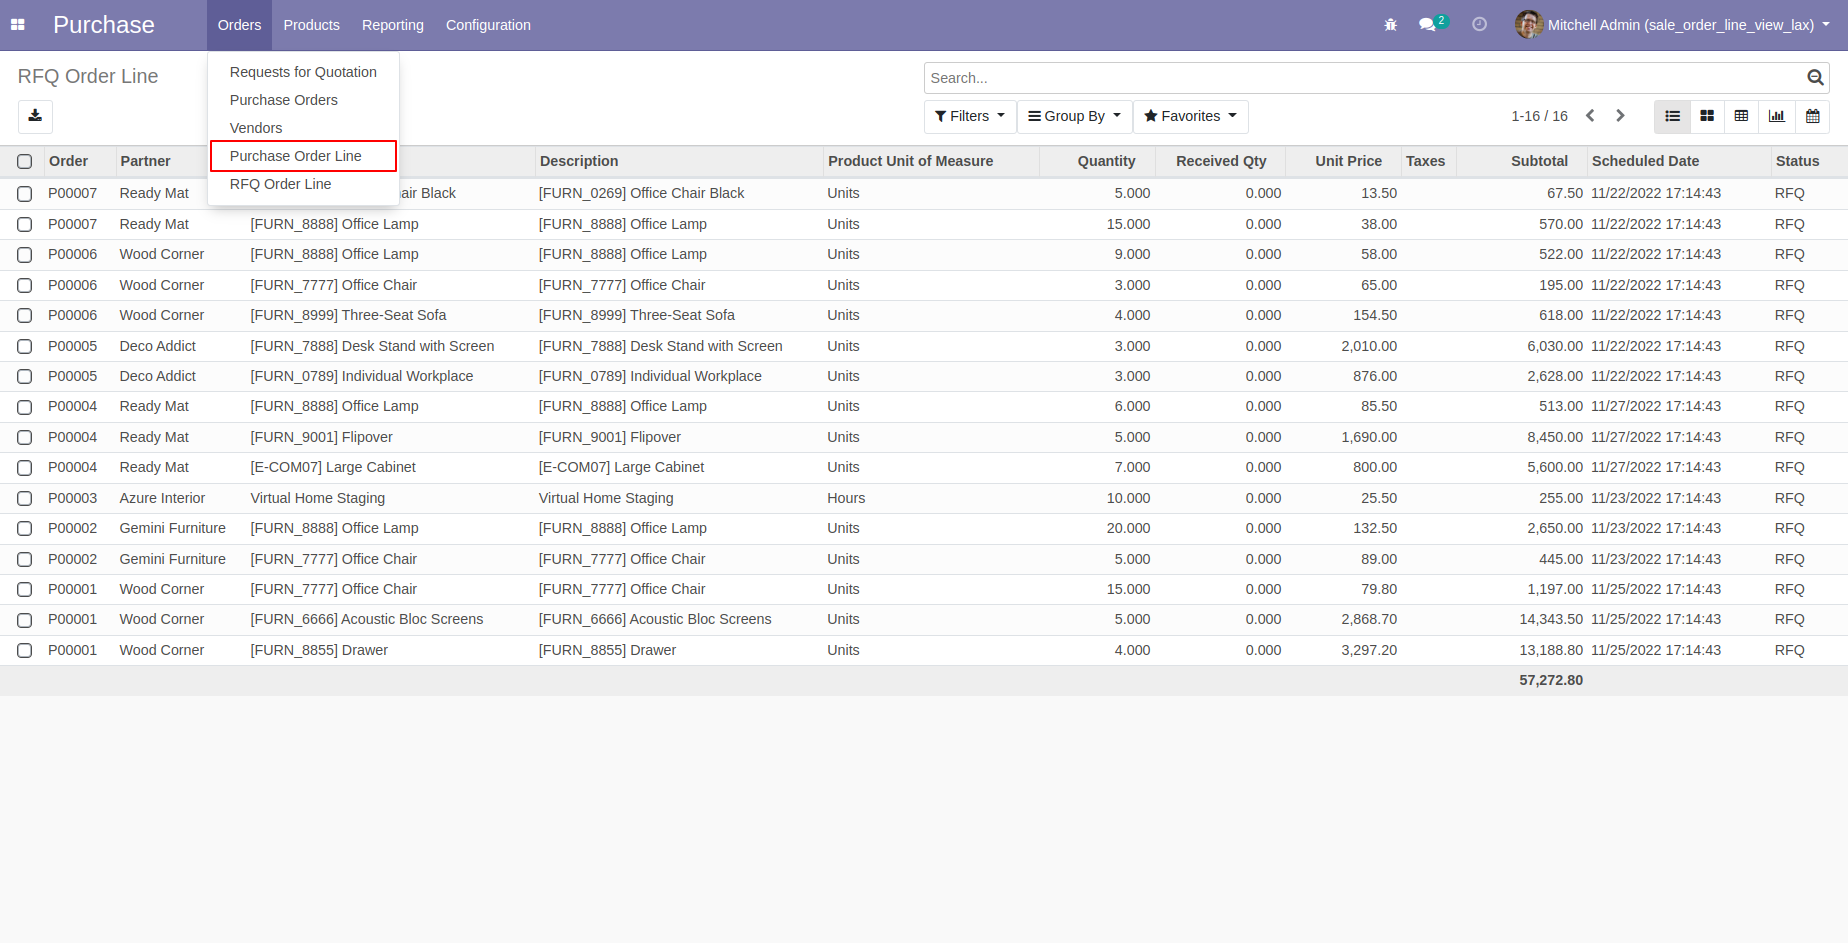 Purchase Orders Products Reporting Configuration 2 Mitchell Admin (sale_order_line_view_lax)
RFQ Order Line
Search...
Filters Group By Favorites 1-16 / 16
Requests for Quotation
Purchase Orders
Vendors
Purchase Order Line
RFQ Order Line
Order Partner Description Product Unit of Measure Quantity Received Qty Unit Price Taxes Subtotal Scheduled Date Status
P00007 Ready Mat air Black [FURN_0269] Office Chair Black Units 5.000 0.000 13.50 67.50 11/22/2022 17:14:43 RFQ
P00007 Ready Mat [FURN_8888] Office Lamp [FURN_8888] Office Lamp Units 15.000 0.000 38.00 570.00 11/22/2022 17:14:43 RFQ
P00006 Wood Corner [FURN_8888] Office Lamp [FURN_8888] Office Lamp Units 9.000 0.000 58.00 522.00 11/22/2022 17:14:43 RFQ
P00006 Wood Corner [FURN_7777] Office Chair [FURN_7777] Office Chair Units 3.000 0.000 65.00 195.00 11/22/2022 17:14:43 RFQ
P00006 Wood Corner [FURN_8999] Three-Seat Sofa [FURN_8999] Three-Seat Sofa Units 4.000 0.000 154.50 618.00 11/22/2022 17:14:43 RFQ
P00005 Deco Addict [FURN_7888] Desk Stand with Screen [FURN_7888] Desk Stand with Screen Units 3.000 0.000 2,010.00 6,030.00 11/22/2022 17:14:43 RFQ
P00005 Deco Addict [FURN_0789] Individual Workplace [FURN_0789] Individual Workplace Units 3.000 0.000 876.00 2,628.00 11/22/2022 17:14:43 RFQ
P00004 Ready Mat [FURN_8888] Office Lamp [FURN_8888] Office Lamp Units 6.000 0.000 85.50 513.00 11/27/2022 17:14:43 RFQ
P00004 Ready Mat [FURN_9001] Flipover [FURN_9001] Flipover Units 5.000 0.000 1,690.00 8,450.00 11/27/2022 17:14:43 RFQ
P00004 Ready Mat [E-COM07] Large Cabinet [E-COM07] Large Cabinet Units 7.000 0.000 800.00 5,600.00 11/27/2022 17:14:43 RFQ
P00003 Azure Interior Virtual Home Staging Virtual Home Staging Hours 10.000 0.000 25.50 255.00 11/23/2022 17:14:43 RFQ
P00002 Gemini Furniture [FURN_8888] Office Lamp [FURN_8888] Office Lamp Units 20.000 0.000 132.50 2,650.00 11/23/2022 17:14:43 RFQ
P00002 Gemini Furniture [FURN_7777] Office Chair [FURN_7777] Office Chair Units 5.000 0.000 89.00 445.00 11/23/2022 17:14:43 RFQ
P00001 Wood Corner [FURN_7777] Office Chair [FURN_7777] Office Chair Units 15.000 0.000 79.80 1,197.00 11/25/2022 17:14:43 RFQ
P00001 Wood Corner [FURN_6666] Acoustic Bloc Screens [FURN_6666] Acoustic Bloc Screens Units 5.000 0.000 2,868.70 14,343.50 11/25/2022 17:14:43 RFQ
P00001 Wood Corner [FURN_8855] Drawer [FURN_8855] Drawer Units 4.000 0.000 3,297.20 13,188.80 11/25/2022 17:14:43 RFQ
57,272.80